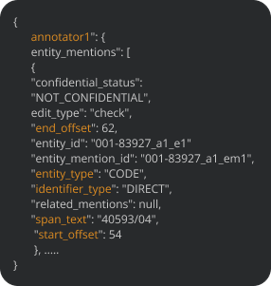 {
annotator1": {
entity_mentions": [
{
"confidential_status":
"NOT_CONFIDENTIAL",
edit_type": "check",
"end_offset": 62,
"entity_id": "001-83927_a1_e1"
"entity_mention_id": "001-83927_a1_em1",
"entity_type": "CODE",
"identifier_type": "DIRECT",
"related_mentions": null,
"span_text": "40593/04",
"start_offset": 54
}, .....
}